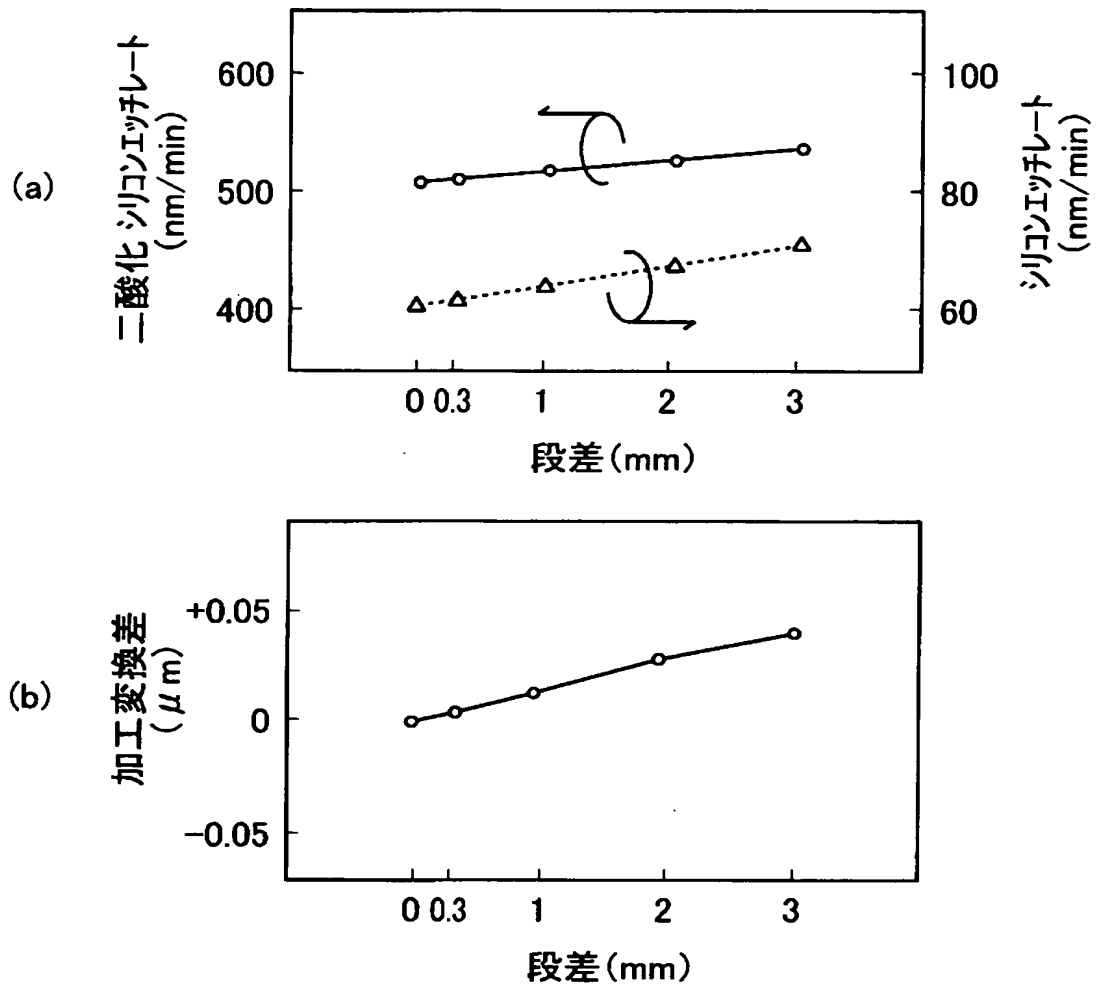 (a)
二酸化シリコンエッチレート
(nm/min)
600
500
400
100
80
60
シリコンエッチレート
(nm/min)
0 0.3 1 2 3
段差(mm)
(b)
加工変換差
(μm)
+0.05
0
−0.05
0 0.3 1 2 3
段差(mm)